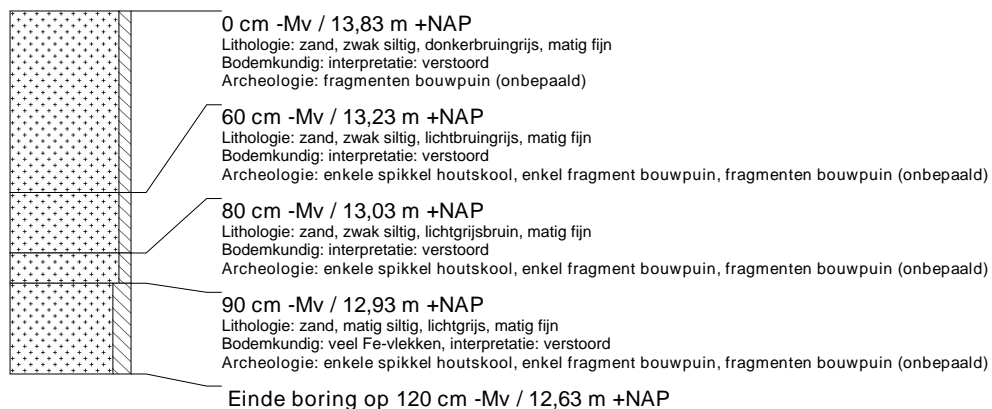 0 cm -Mv / 13,83 m +NAP
Lithologie: zand, zwak siltig, donkerbruingrijs, matig fijn
Bodemkundig: interpretatie: verstoord
Archeologie: fragmenten bouwpuin (onbepaald)
60 cm -Mv / 13,23 m +NAP
Lithologie: zand, zwak siltig, lichtbruingrijs, matig fijn
Bodemkundig: interpretatie: verstoord
Archeologie: enkele spikkel houtskool, enkel fragment bouwpuin, fragmenten bouwpuin (onbepaald)
80 cm -Mv / 13,03 m +NAP
Lithologie: zand, zwak siltig, lichtgrijsbruin, matig fijn
Bodemkundig: interpretatie: verstoord
Archeologie: enkele spikkel houtskool, enkel fragment bouwpuin, fragmenten bouwpuin (onbepaald)
90 cm -Mv / 12,93 m +NAP
Lithologie: zand, matig siltig, lichtgrijs, matig fijn
Bodemkundig: veel Fe-vlekken, interpretatie: verstoord
Archeologie: enkele spikkel houtskool, enkel fragment bouwpuin, fragmenten bouwpuin (onbepaald)
Einde boring op 120 cm -Mv / 12,63 m +NAP